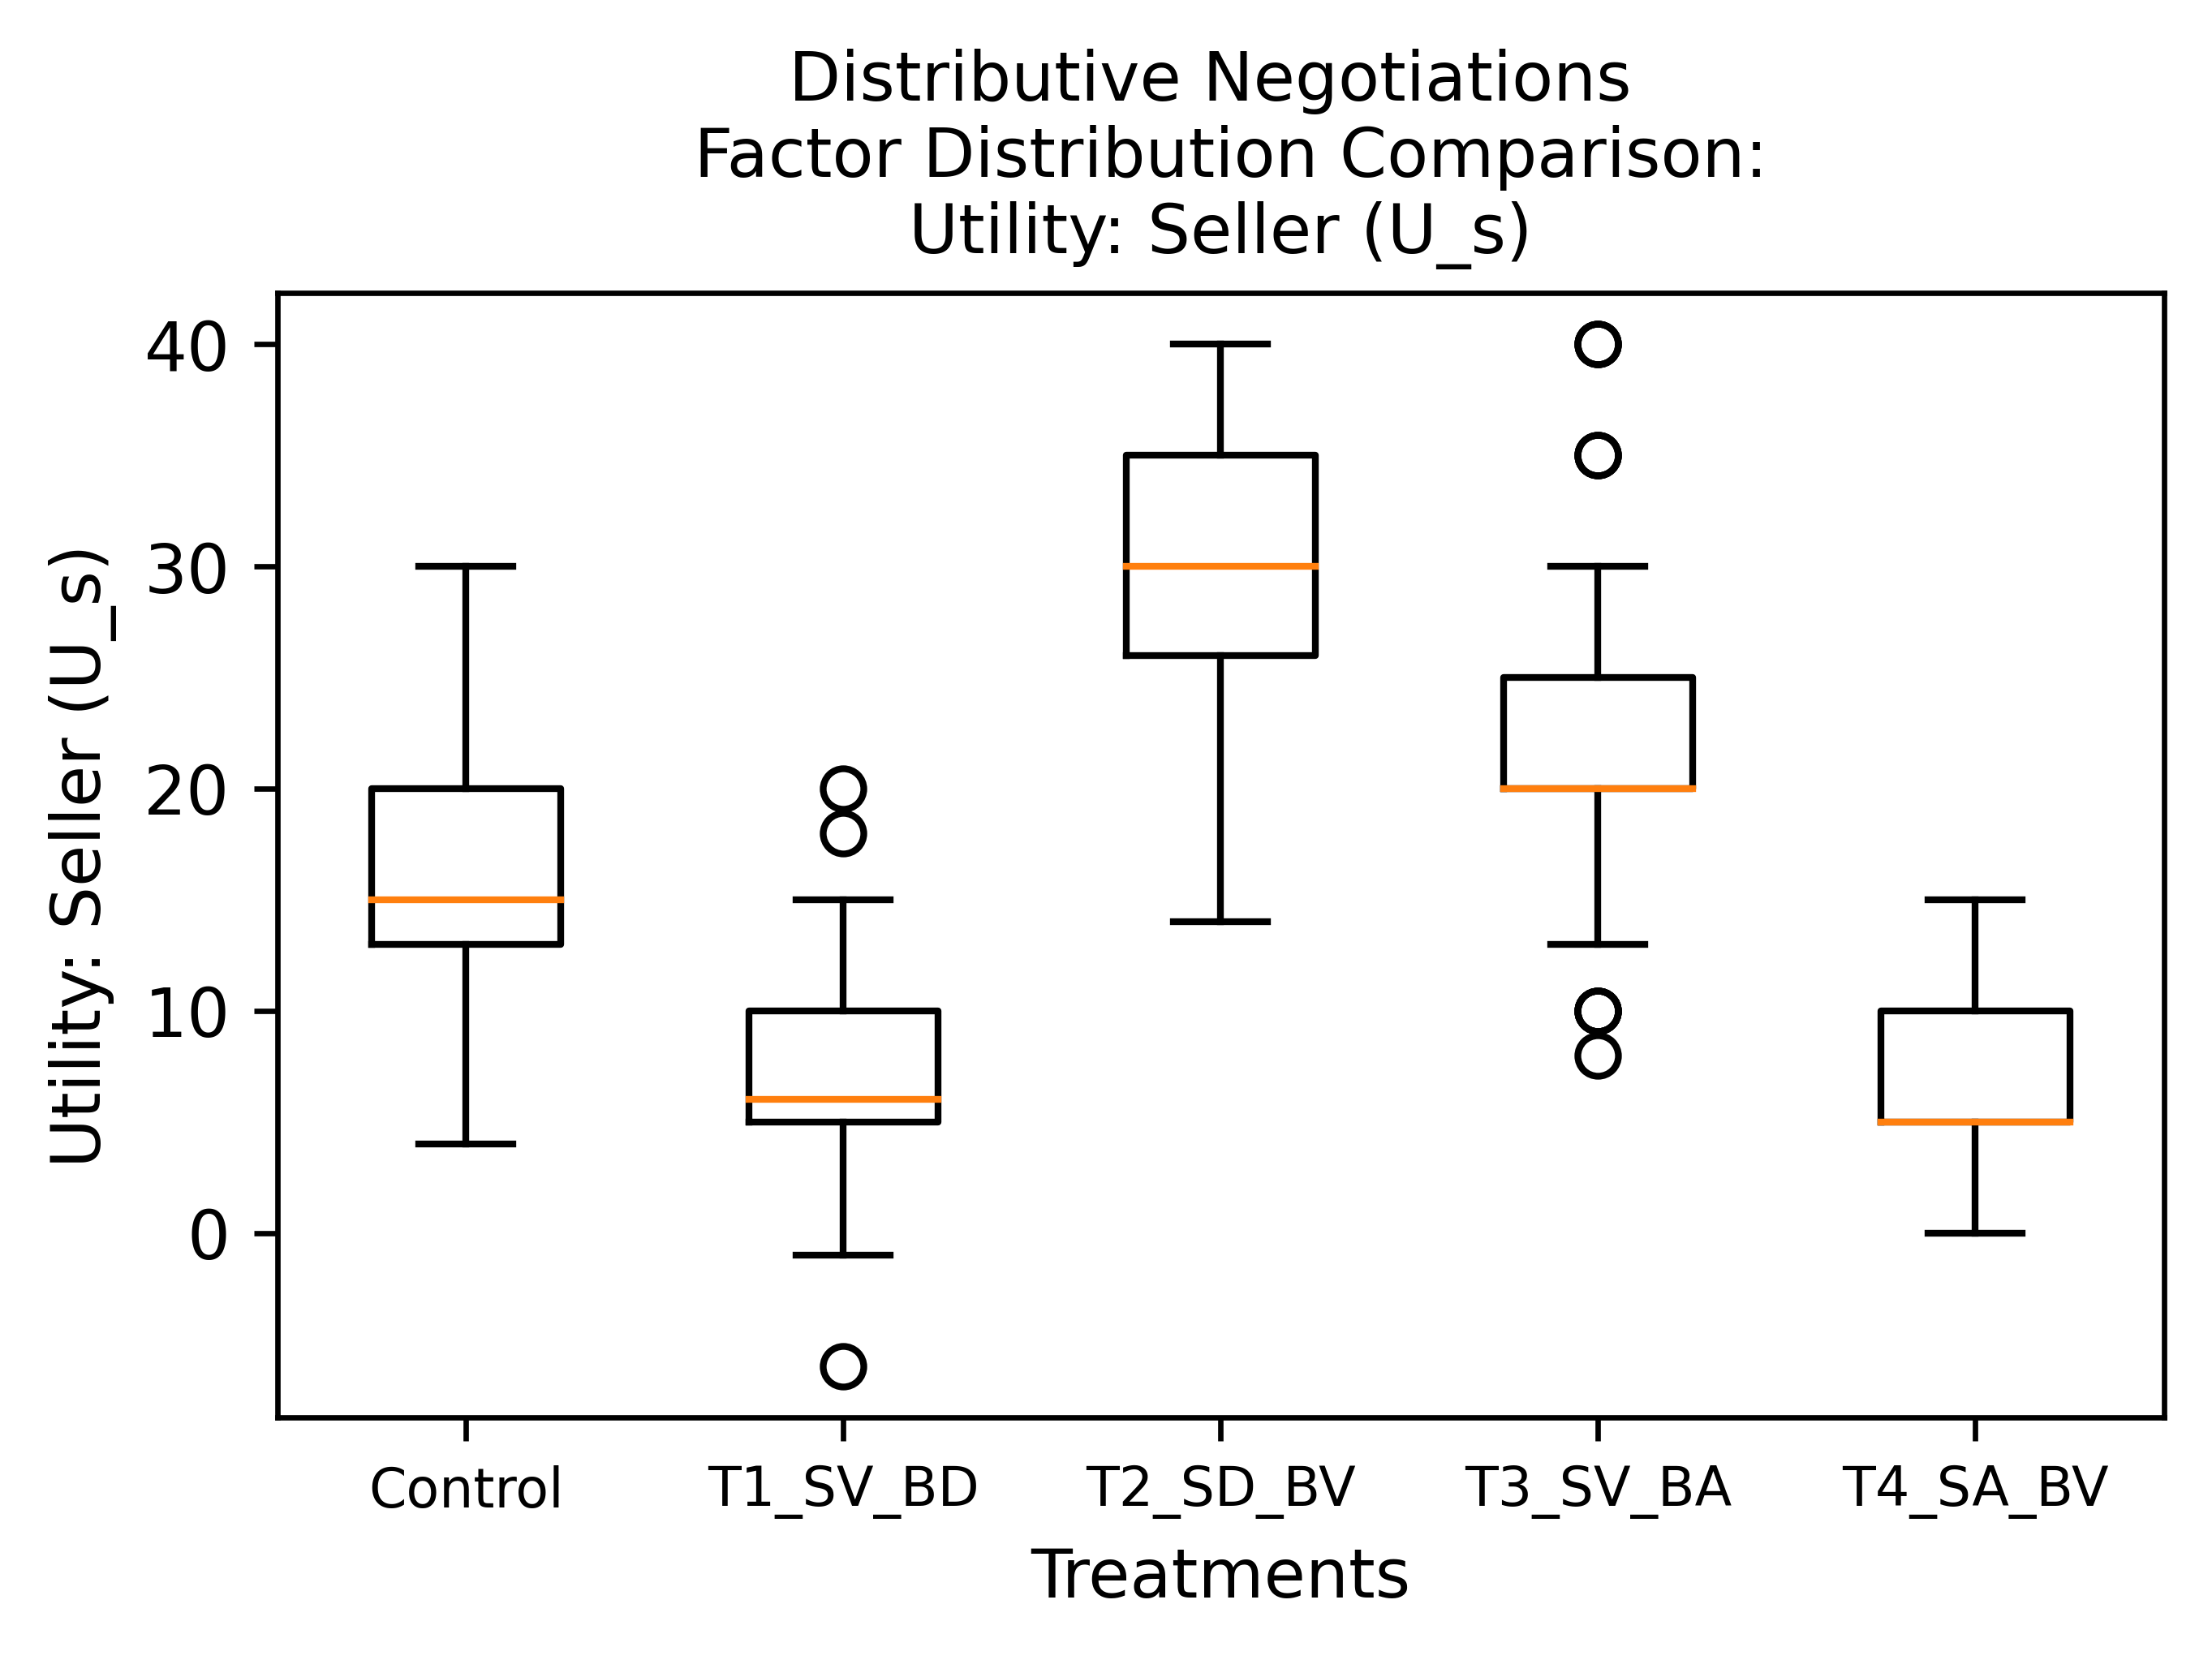 Distributive Negotiations
Factor Distribution Comparison:
Utility: Seller (U_s)
Utility: Seller (U_s)
40
30
20
10
0
Control
T1_SV_BD
T2_SD_BV
T3_SV_BA
T4_SA_BV
Treatments